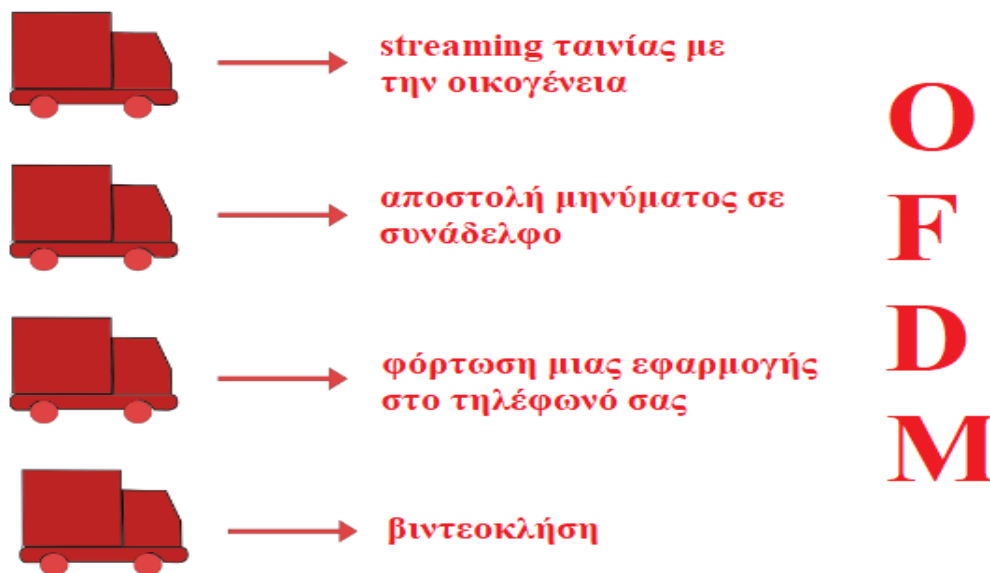 streaming ταινίας με
την οικογένεια
αποστολή μηνύματος σε
συνάδελφο
φόρτωση μιας εφαρμογής
στο τηλέφωνό σας
βιντεοκλήση
O
F
D
M